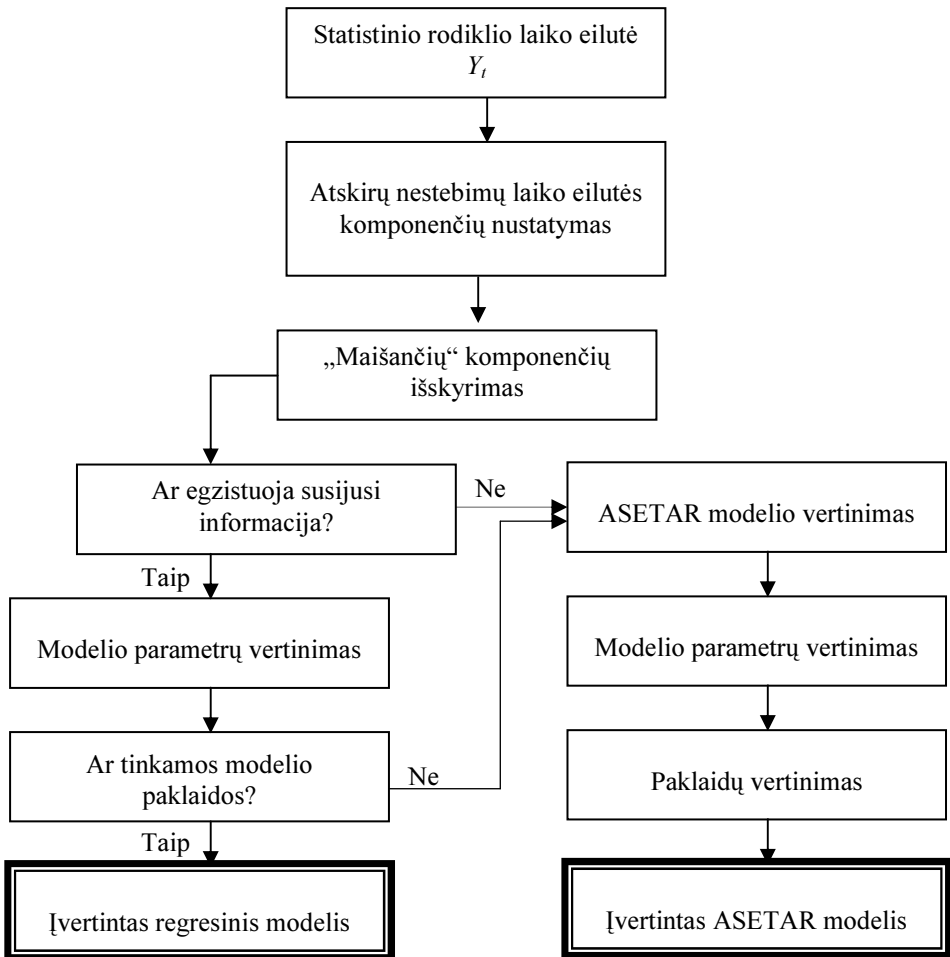 Statistinio rodiklio laiko eilutė
Yt
Atskirų nestebimų laiko eilutės
komponenčių nustatymas
„Maišančių“ komponenčių
išskyrimas
Ar egzistuoja susijusi
informacija?
Ne
ASETAR modelio vertinimas
Taip
Modelio parametrų vertinimas
Modelio parametrų vertinimas
Ar tinkamos modelio
paklaidos?
Ne
Paklaidų vertinimas
Taip
Įvertintas regresinis modelis
Įvertintas ASETAR modelis